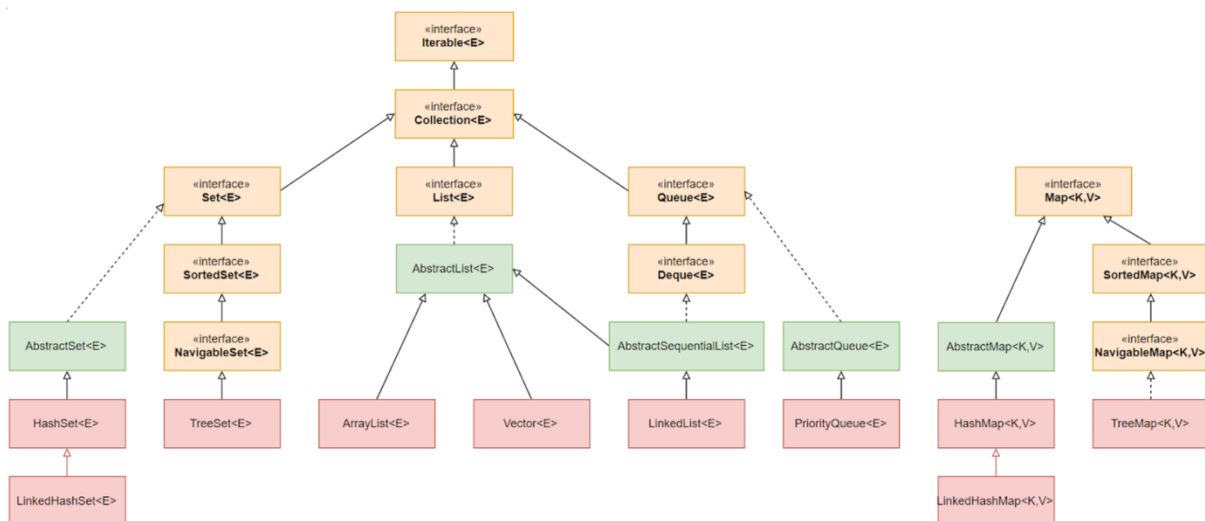 «interface»
Iterable<E>
«interface»
Collection<E>
«interface»
Set<E>
«interface»
List<E>
«interface»
Queue<E>
«interface»
Map<K,V>
«interface»
SortedSet<E>
AbstractList<E>
«interface»
Deque<E>
«interface»
SortedMap<K,V>
AbstractSet<E>
«interface»
NavigableSet<E>
AbstractSequentialList<E>
AbstractQueue<E>
AbstractMap<K,V>
«interface»
NavigableMap<K,V>
HashSet<E>
TreeSet<E>
ArrayList<E>
Vector<E>
LinkedList<E>
PriorityQueue<E>
HashMap<K,V>
TreeMap<K,V>
LinkedHashSet<E>
LinkedHashMap<K,V>